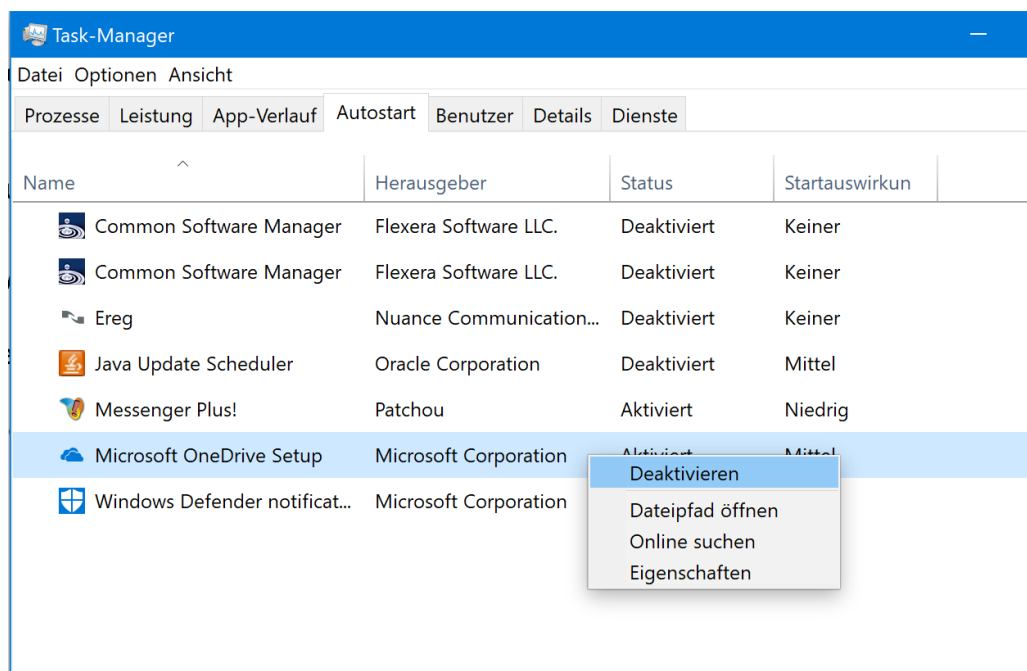 Task-Manager
Datei Optionen Ansicht
Prozesse Leistung App-Verlauf Autostart Benutzer Details Dienste
Name Herausgeber Status Startauswirkun
Common Software Manager Flexera Software LLC. Deaktiviert Keiner
Common Software Manager Flexera Software LLC. Deaktiviert Keiner
Ereg Nuance Communication... Deaktiviert Keiner
Java Update Scheduler Oracle Corporation Deaktiviert Mittel
Messenger Plus! Patchou Aktiviert Niedrig
Microsoft OneDrive Setup Microsoft Corporation Aktiviert Mittel
Deaktivieren
Windows Defender notificat... Microsoft Corporation
Dateipfad öffnen
Online suchen
Eigenschaften